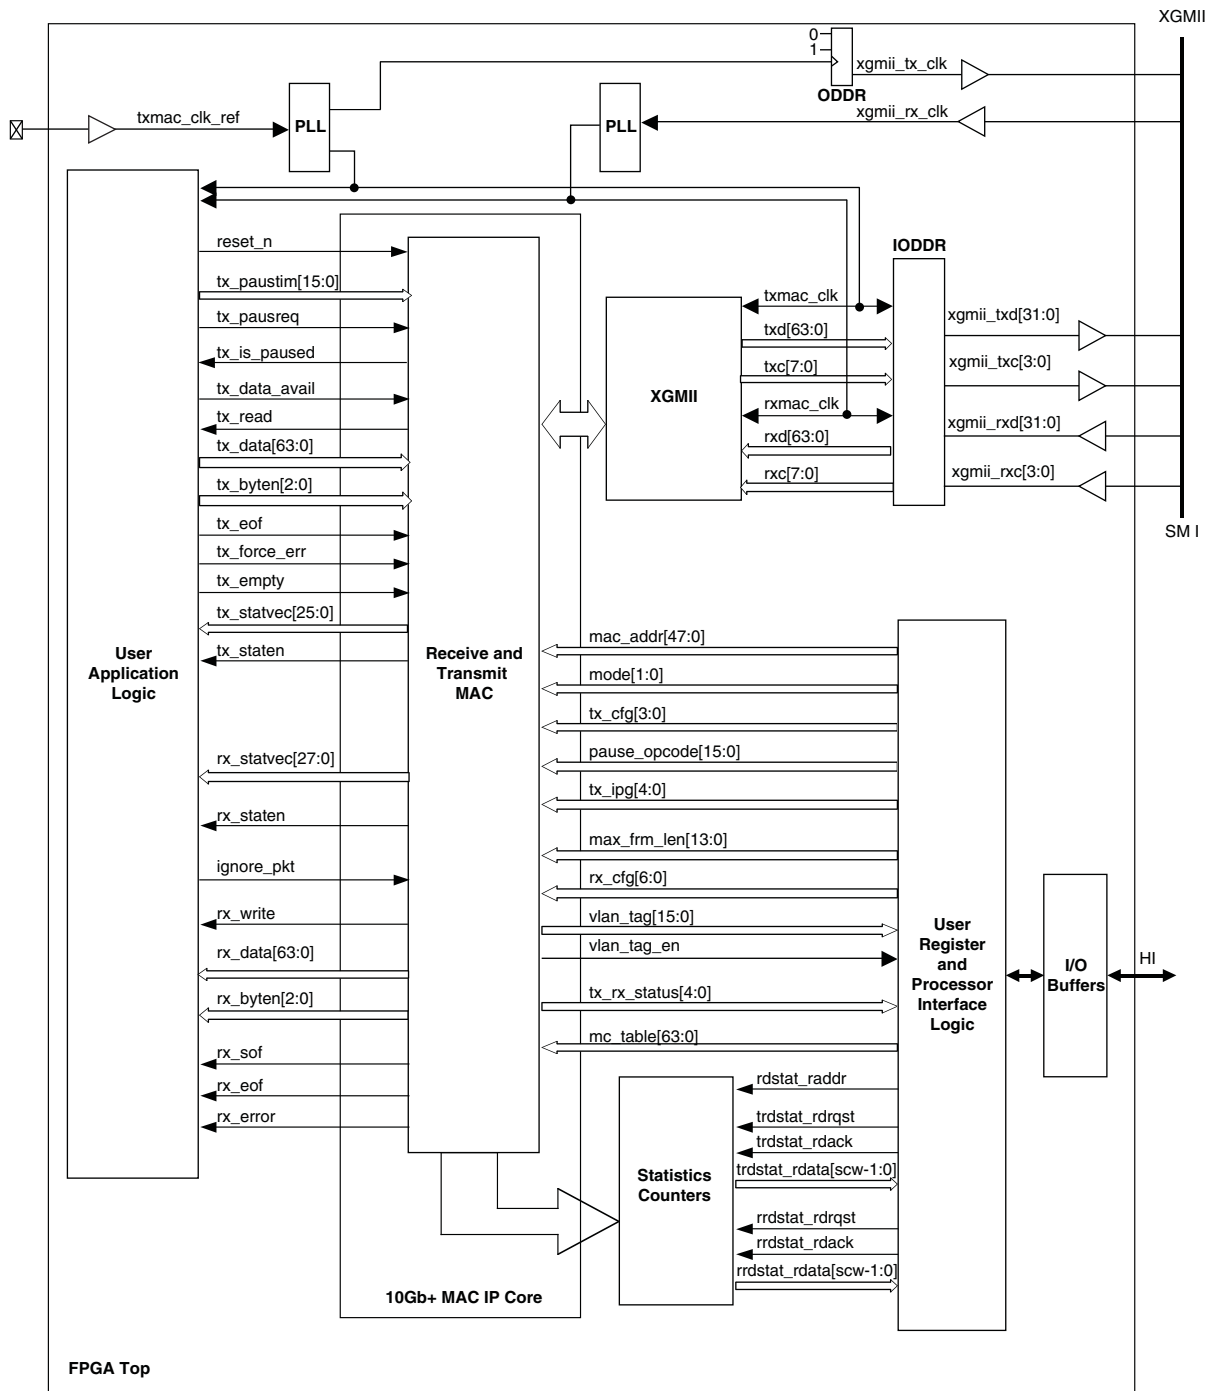 XGMII
0
1
xgmii_tx_clk
ODDR
txmac_clk_ref
PLL
PLL
xgmii_rx_clk
reset_n
tx_paustim[15:0]
tx_pausreq
tx_is_paused
tx_data_avail
tx_read
tx_data[63:0]
tx_byten[2:0]
tx_eof
tx_force_err
tx_empty
tx_statvec[25:0]
tx_staten
User
Application
Logic
Receive and
Transmit
MAC
rx_statvec[27:0]
rx_staten
ignore_pkt
rx_write
rx_data[63:0]
rx_byten[2:0]
rx_sof
rx_eof
rx_error
IODDR
XGMII
txmac_clk
txd[63:0]
txc[7:0]
rxmac_clk
rxd[63:0]
rxc[7:0]
xgmii_txd[31:0]
xgmii_txc[3:0]
xgmii_rxd[31:0]
xgmii_rxc[3:0]
SM I
mac_addr[47:0]
mode[1:0]
tx_cfg[3:0]
pause_opcode[15:0]
tx_ipg[4:0]
max_frm_len[13:0]
rx_cfg[6:0]
vlan_tag[15:0]
vlan_tag_en
tx_rx_status[4:0]
mc_table[63:0]
User
Register
and
Processor
Interface
Logic
I/O
Buffers
HI
rdstat_raddr
trdstat_rdrqst
trdstat_rdack
trdstat_rdata[scw-1:0]
rrdstat_rdrqst
rrdstat_rdack
rrdstat_rdata[scw-1:0]
Statistics
Counters
10Gb+ MAC IP Core
FPGA Top